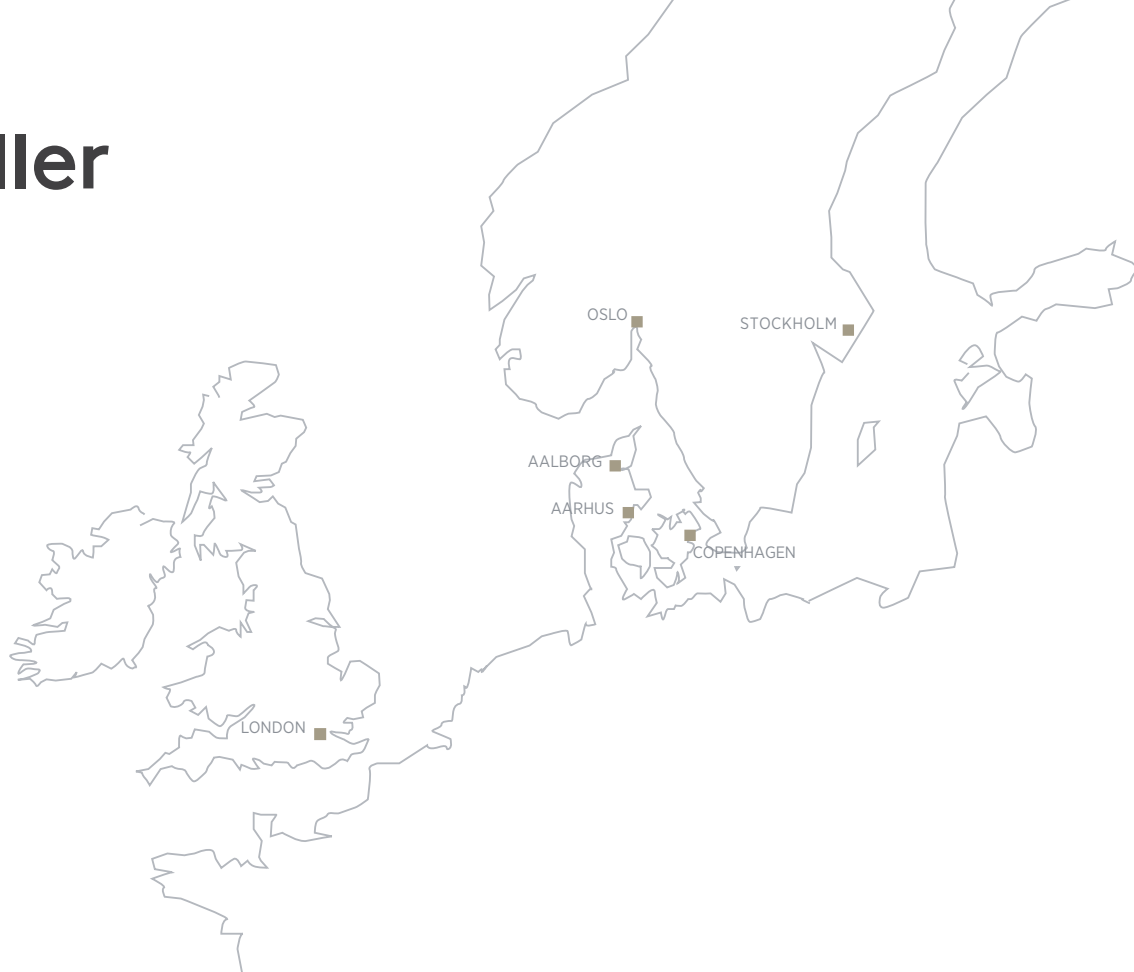 ller
OSLO
STOCKHOLM
AALBORG
AARHUS
COPENHAGEN
LONDON